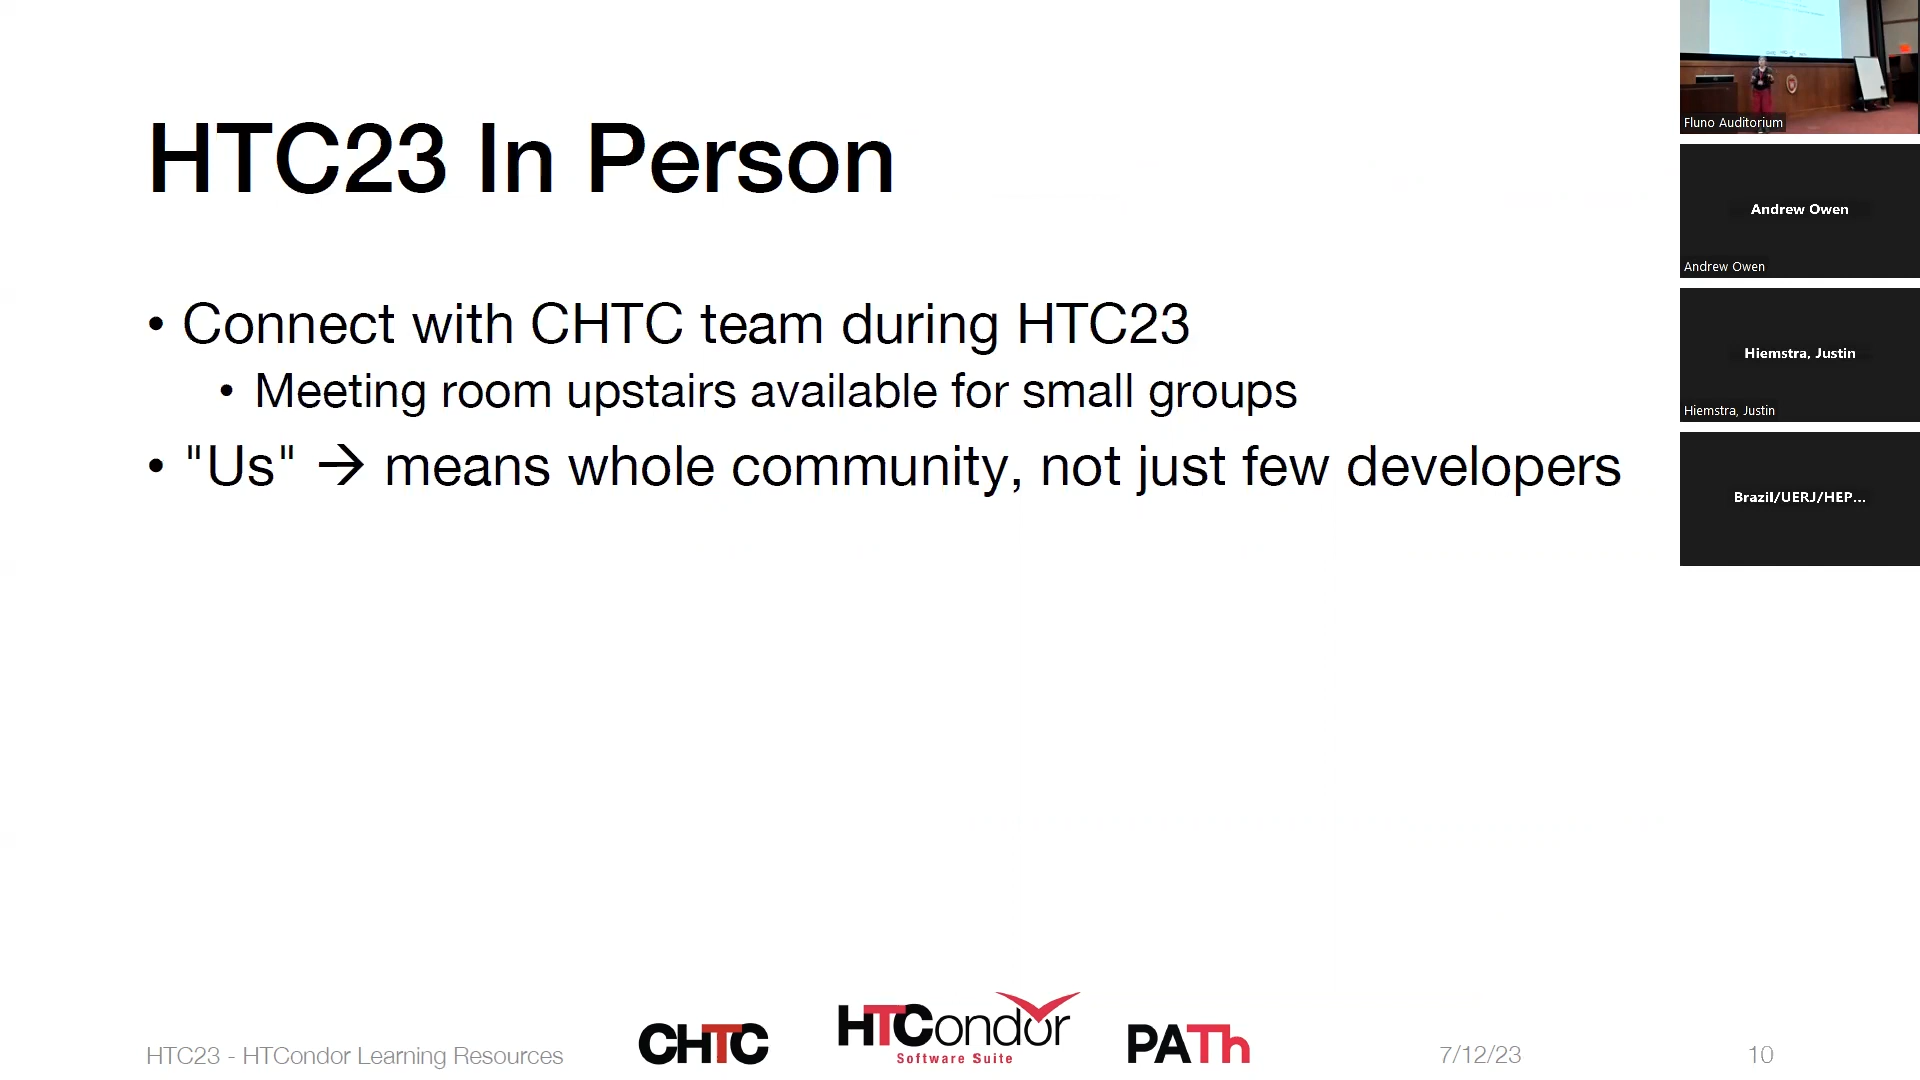 HTC23 In Person
• Connect with CHTC team during HTC23
• Meeting room upstairs available for small groups
• "Us" → means whole community, not just few developers
HTC23 - HTCondor Learning Resources
CHTC
HTCondor
Software Suite
PATh
7/12/23
10
Fluno Auditorium
Andrew Owen
Andrew Owen
Hiemstra, Justin
Hiemstra, Justin
Brazil/UERJ/HEP...